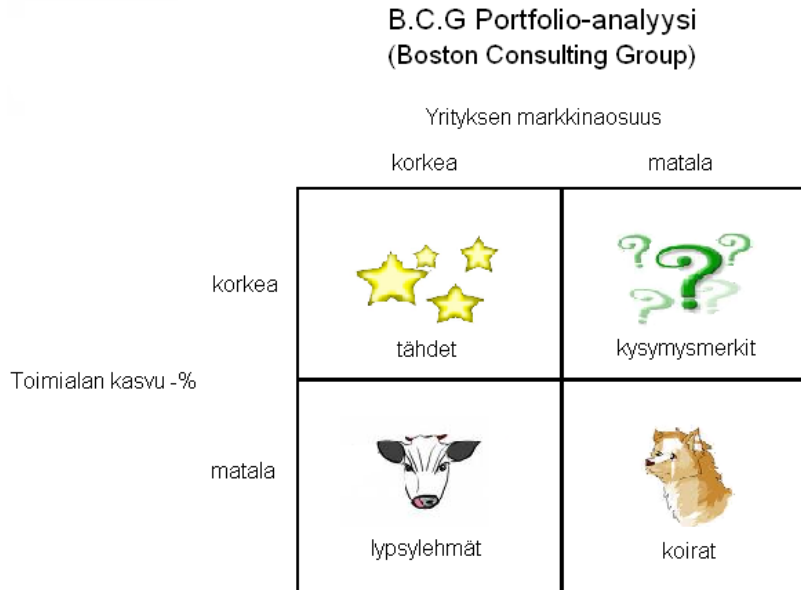 B.C.G Portfolio-analyysi
(Boston Consulting Group)
Yrityksen markkinaosuus
korkea
matala
korkea
tähdet
kysymysmerkit
Toimialan kasvu -%
matala
lypsylehmät
koirat